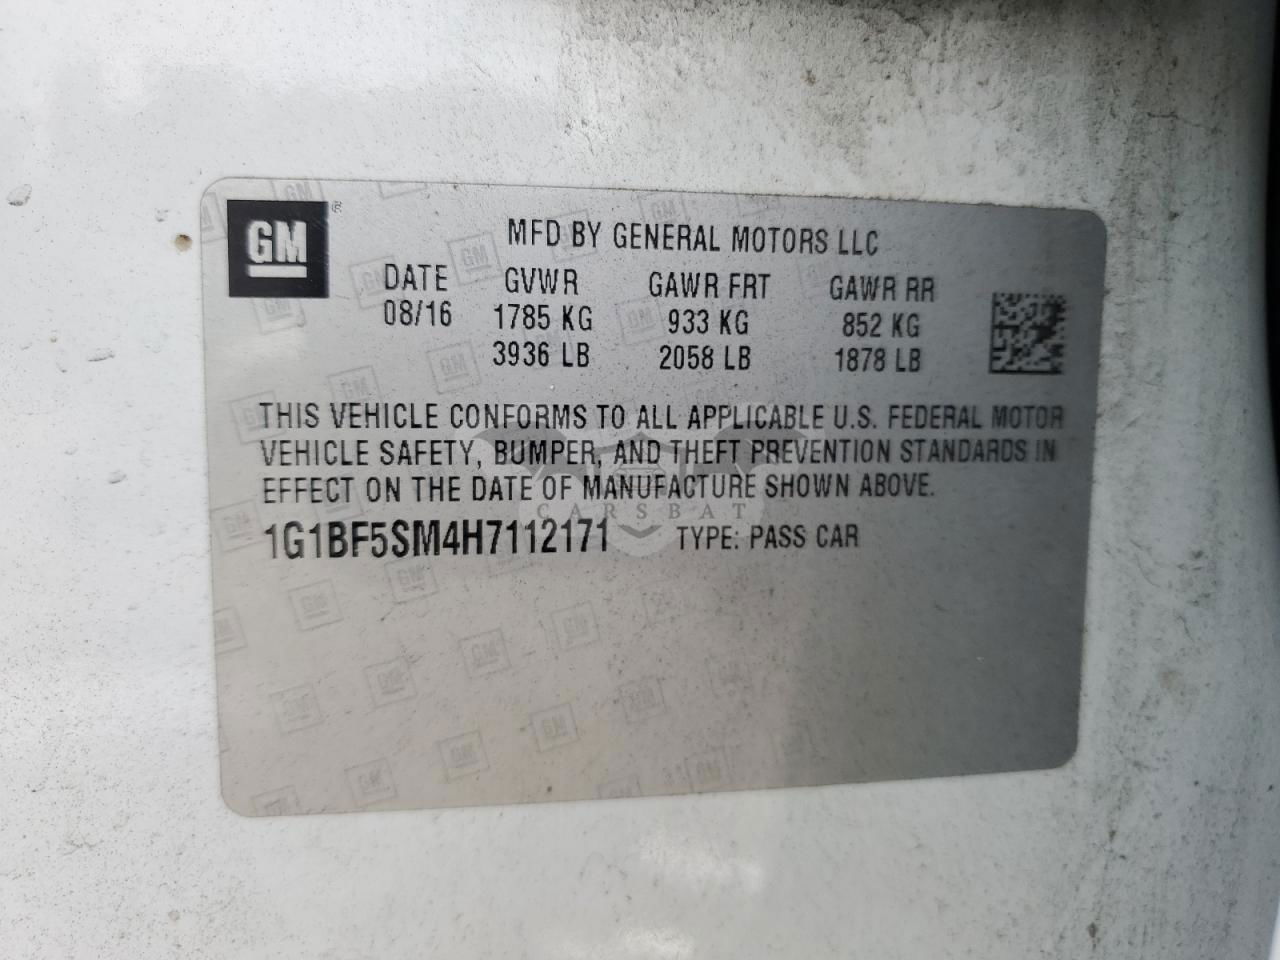 GM
MFD BY GENERAL MOTORS LLC
DATE GVWR GAWR FRT GAWR RR
08/16 1785 KG 933 KG 852 KG
3936 LB 2058 LB 1878 LB
THIS VEHICLE CONFORMS TO ALL APPLICABLE U.S. FEDERAL MOTOR
VEHICLE SAFETY, BUMPER, AND THEFT PREVENTION STANDARDS IN
EFFECT ON THE DATE OF MANUFACTURE SHOWN ABOVE.
CARSBAT
1G1BF5SM4H7112171 TYPE: PASS CAR